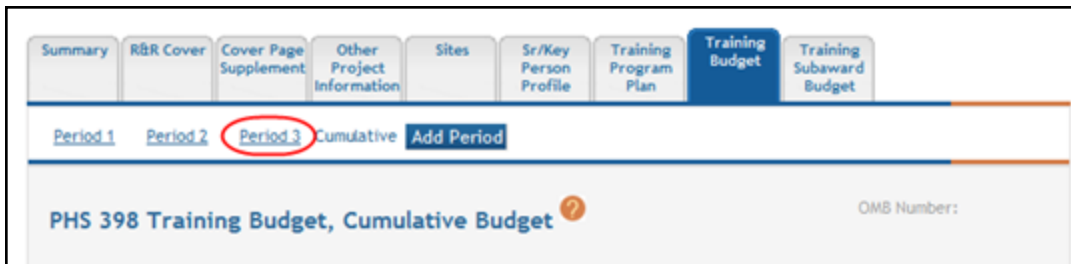 Summary
R&R Cover
Cover Page
Supplement
Other
Project
Information
Sites
Sr/Key
Person
Profile
Training
Program
Plan
Training
Budget
Training
Subaward
Budget
Period 1 Period 2 Period 3 Cumulative Add Period
PHS 398 Training Budget, Cumulative Budget ?
OMB Number: